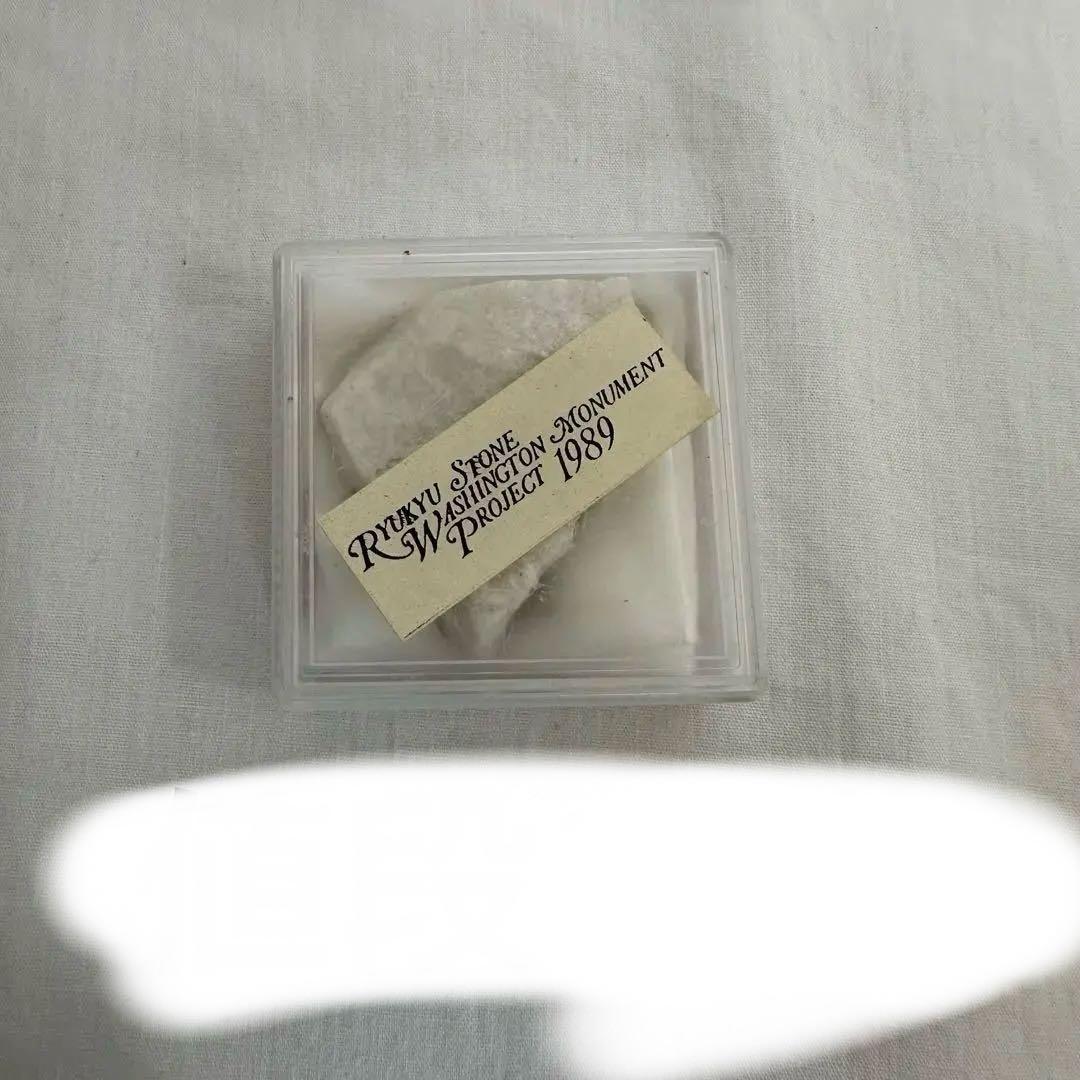 Ryukyu Stone
Washington Monument
Project 1989